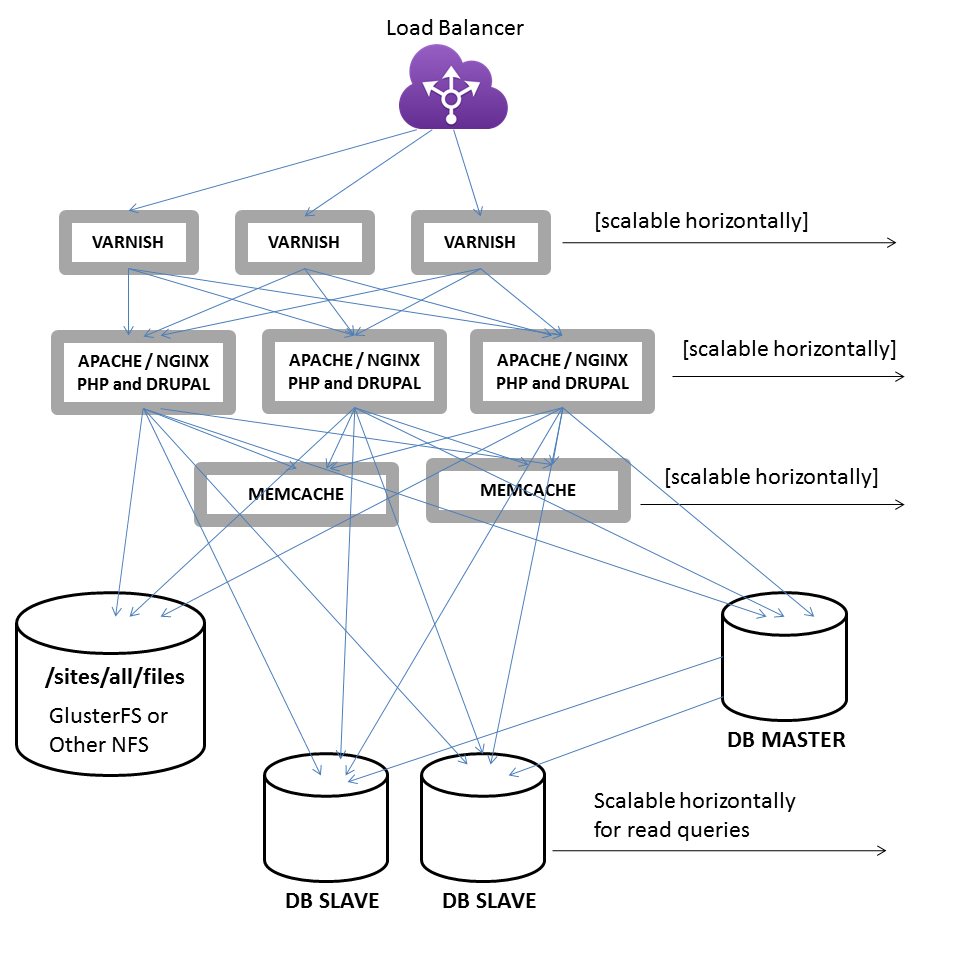 Load Balancer
VARNISH
VARNISH
VARNISH
[scalable horizontally]
APACHE / NGINX
PHP and DRUPAL
APACHE / NGINX
PHP and DRUPAL
APACHE / NGINX
PHP and DRUPAL
[scalable horizontally]
MEMCACHE
MEMCACHE
[scalable horizontally]
/sites/all/files
GlusterFS or
Other NFS
DB MASTER
DB SLAVE
DB SLAVE
Scalable horizontally
for read queries